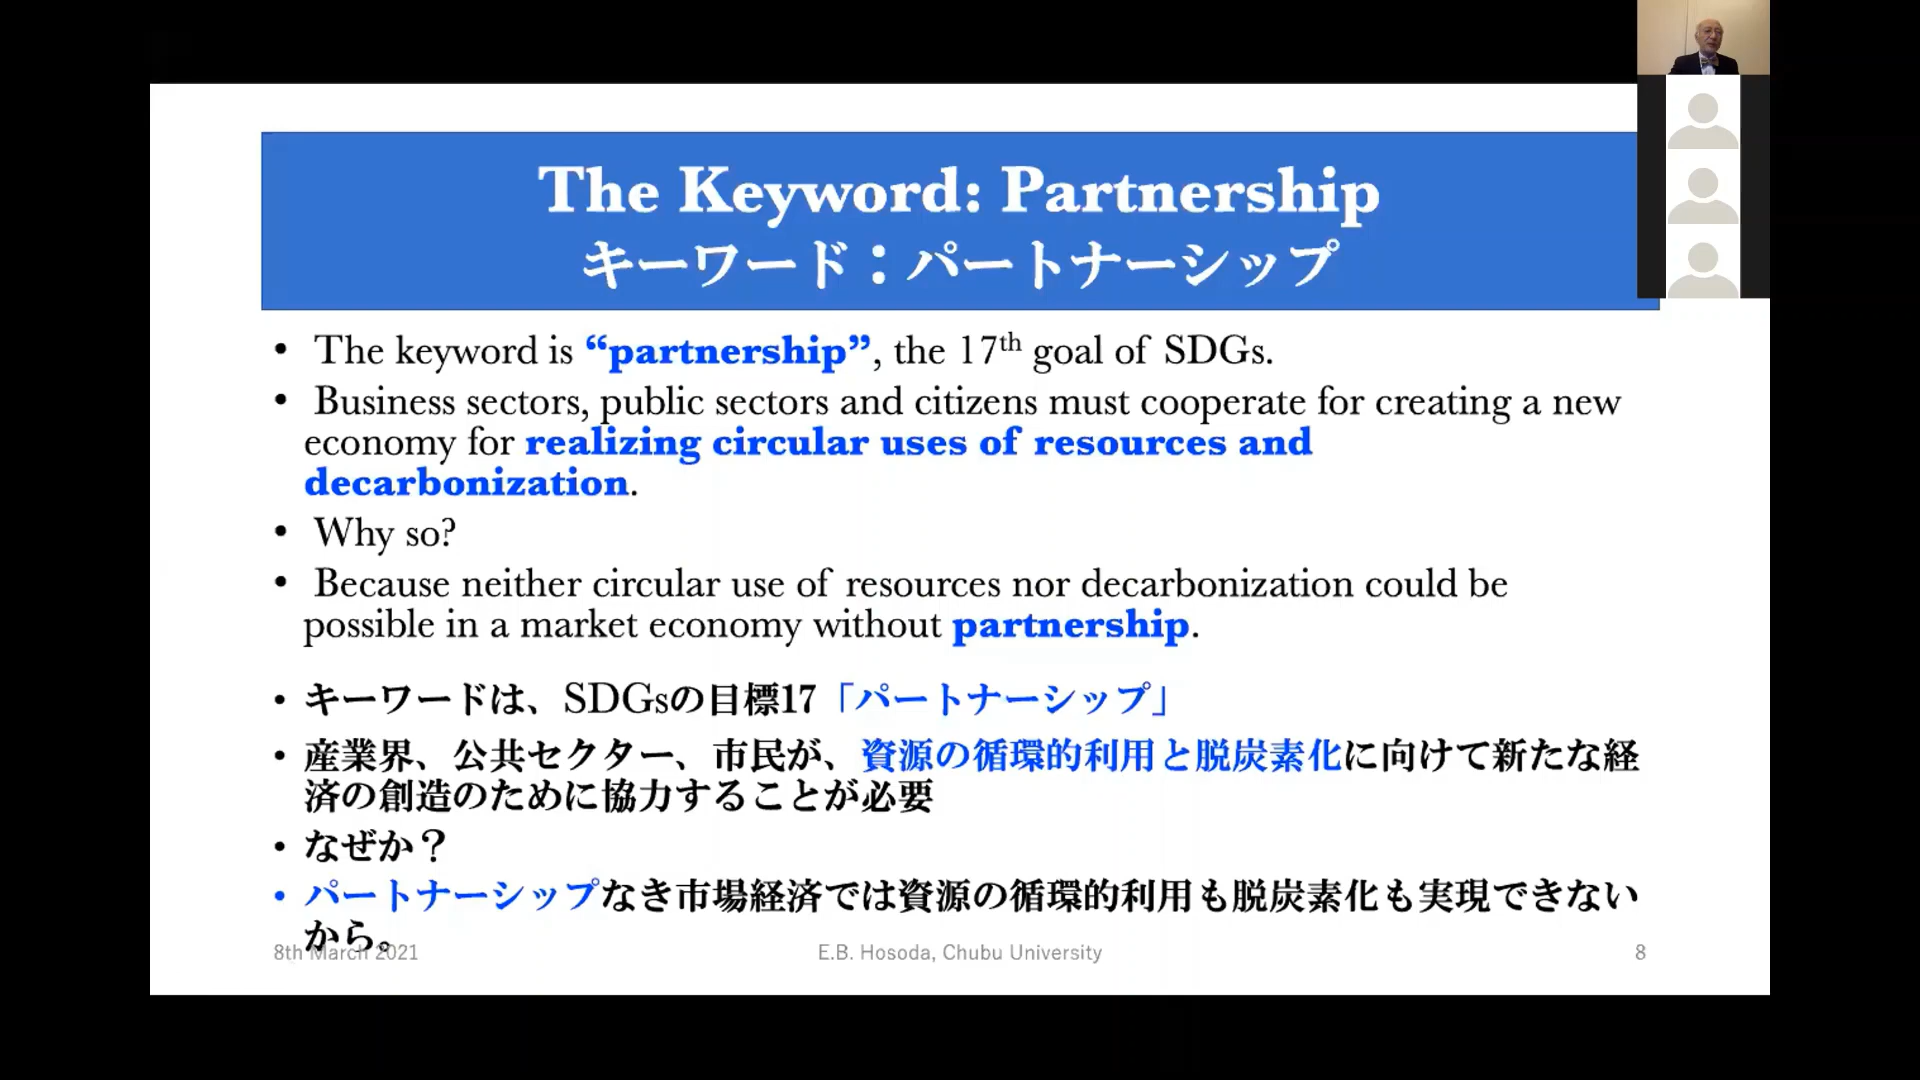 The Keyword: Partnership
キーワード：パートナーシップ
• The keyword is “partnership”, the 17th goal of SDGs.
• Business sectors, public sectors and citizens must cooperate for creating a new
economy for realizing circular uses of resources and
decarbonization.
• Why so?
• Because neither circular use of resources nor decarbonization could be
possible in a market economy without partnership.
• キーワードは、SDGsの目標17「パートナーシップ」
• 産業界、公共セクター、市民が、資源の循環的利用と脱炭素化に向けて新たな経
済の創造のために協力することが必要
• なぜか？
• パートナーシップなき市場経済では資源の循環的利用も脱炭素化も実現できない
から。
8th March 2021
E.B. Hosoda, Chubu University
8